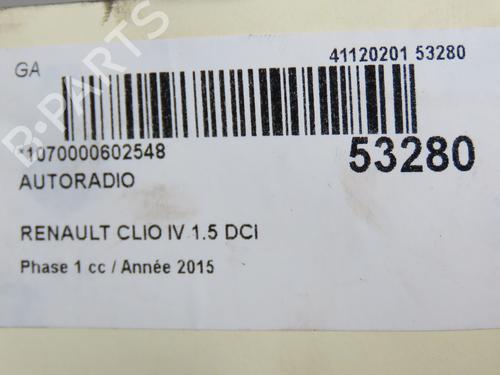 GA
41120201 53280
*1070000602548
53280
AUTORADIO
RENAULT CLIO IV 1.5 DCI
Phase 1 cc / Année 2015
B-PARTS